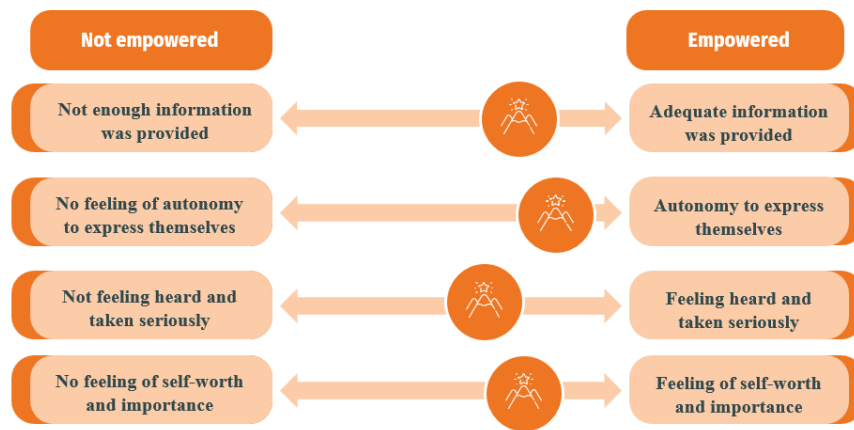 Not empowered
Empowered
Not enough information
was provided
Adequate information
was provided
No feeling of autonomy
to express themselves
Autonomy to express
themselves
Not feeling heard and
taken seriously
Feeling heard and
taken seriously
No feeling of self-worth
and importance
Feeling of self-worth
and importance